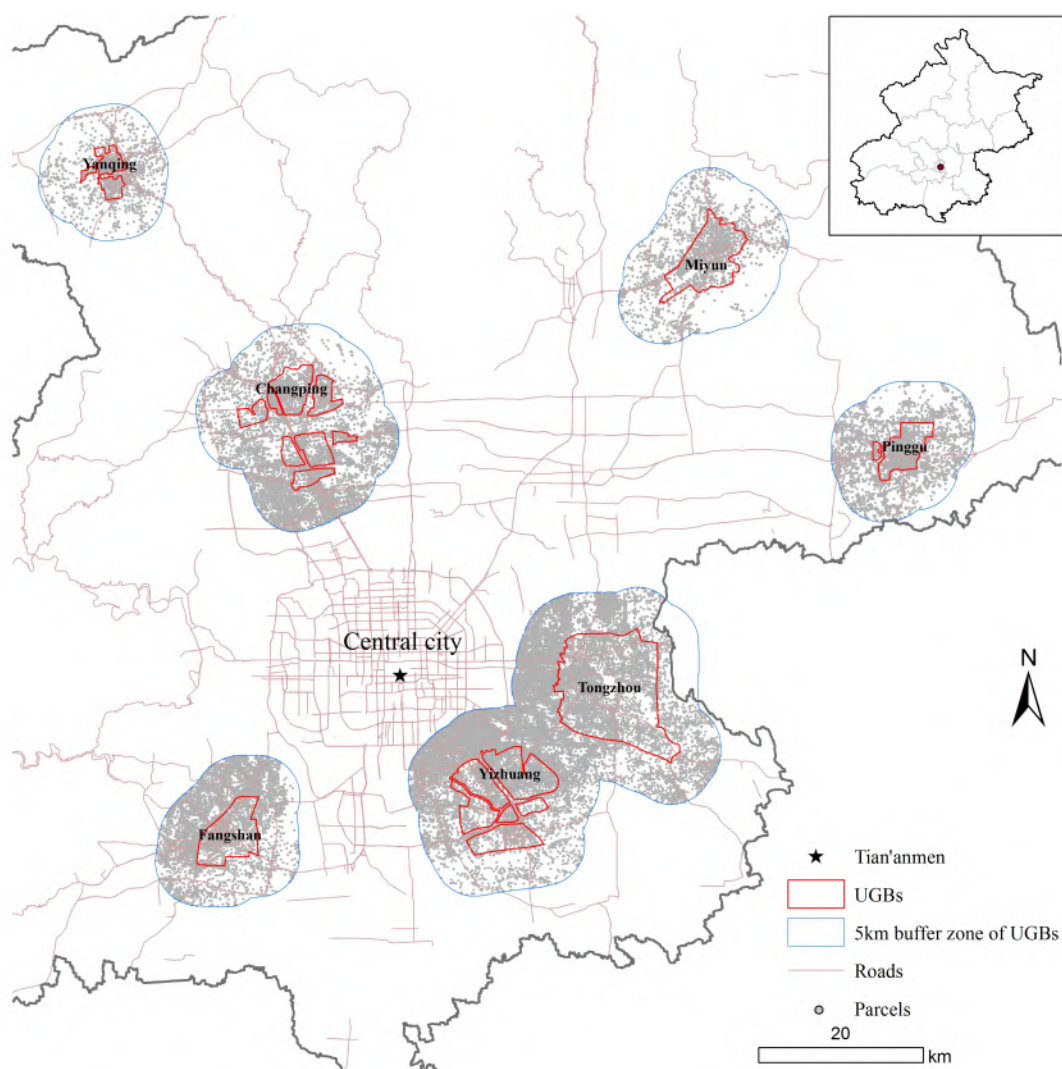 Yanqing
Miyun
Changping
Pinggu
Central city
Tongzhou
N
Yizhuang
Fangshan
Tian'anmen
UGBs
5km buffer zone of UGBs
Roads
Parcels
20
km